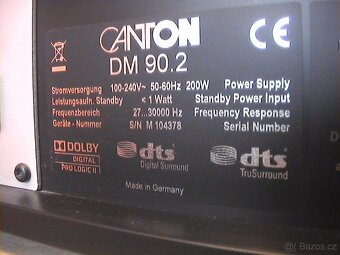 CANTON
CE
DM 90.2
Stromversorgung 100-240V~ 50-60Hz 200W Power Supply
Leistungsaufn. Standby < 1 Watt Standby Power Input
Frequenzbereich 27...30000 Hz Frequency Response
Geräte - Nummer S/N M 104378 Serial Number
DOLBY
DIGITAL
PRO LOGIC II
dts
Digital Surround
dts
TruSurround
Made in Germany
Bazos.cz